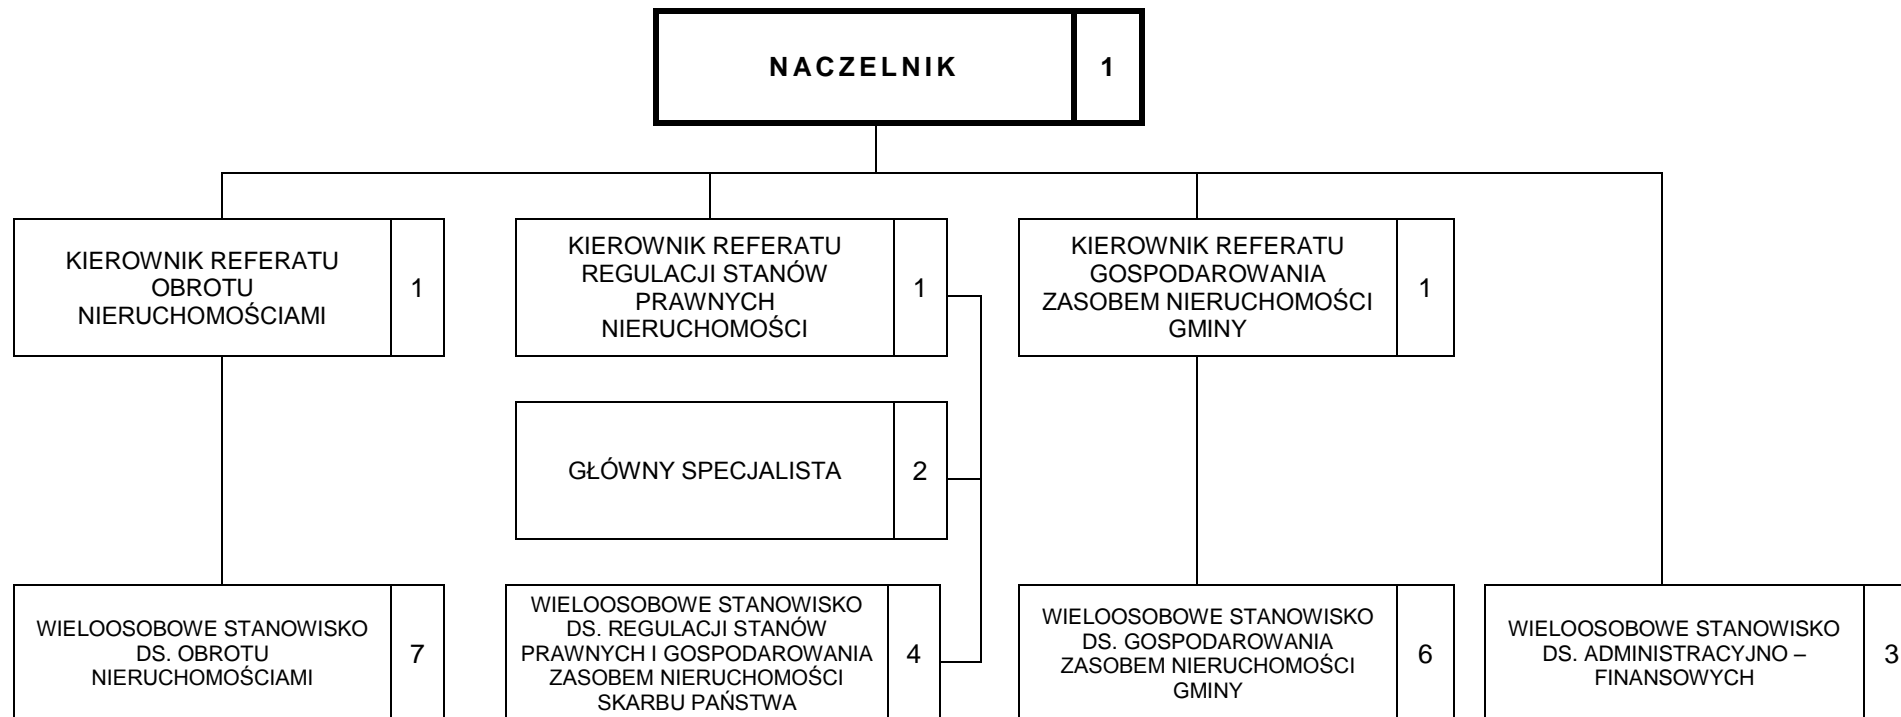 NACZELNIK
1
KIEROWNIK REFERATU
OBROTU
NIERUCHOMOŚCIAMI
1
KIEROWNIK REFERATU
REGULACJI STANÓW
PRAWNYCH
NIERUCHOMOŚCI
1
KIEROWNIK REFERATU
GOSPODAROWANIA
ZASOBEM NIERUCHOMOŚCI
GMINY
1
GŁÓWNY SPECJALISTA
2
WIELOOSOBOWE STANOWISKO
DS. OBROTU
NIERUCHOMOŚCIAMI
7
WIELOOSOBOWE STANOWISKO
DS. REGULACJI STANÓW
PRAWNYCH I GOSPODAROWANIA
ZASOBEM NIERUCHOMOŚCI
SKARBU PAŃSTWA
4
WIELOOSOBOWE STANOWISKO
DS. GOSPODAROWANIA
ZASOBEM NIERUCHOMOŚCI
GMINY
6
WIELOOSOBOWE STANOWISKO
DS. ADMINISTRACYJNO –
FINANSOWYCH
3